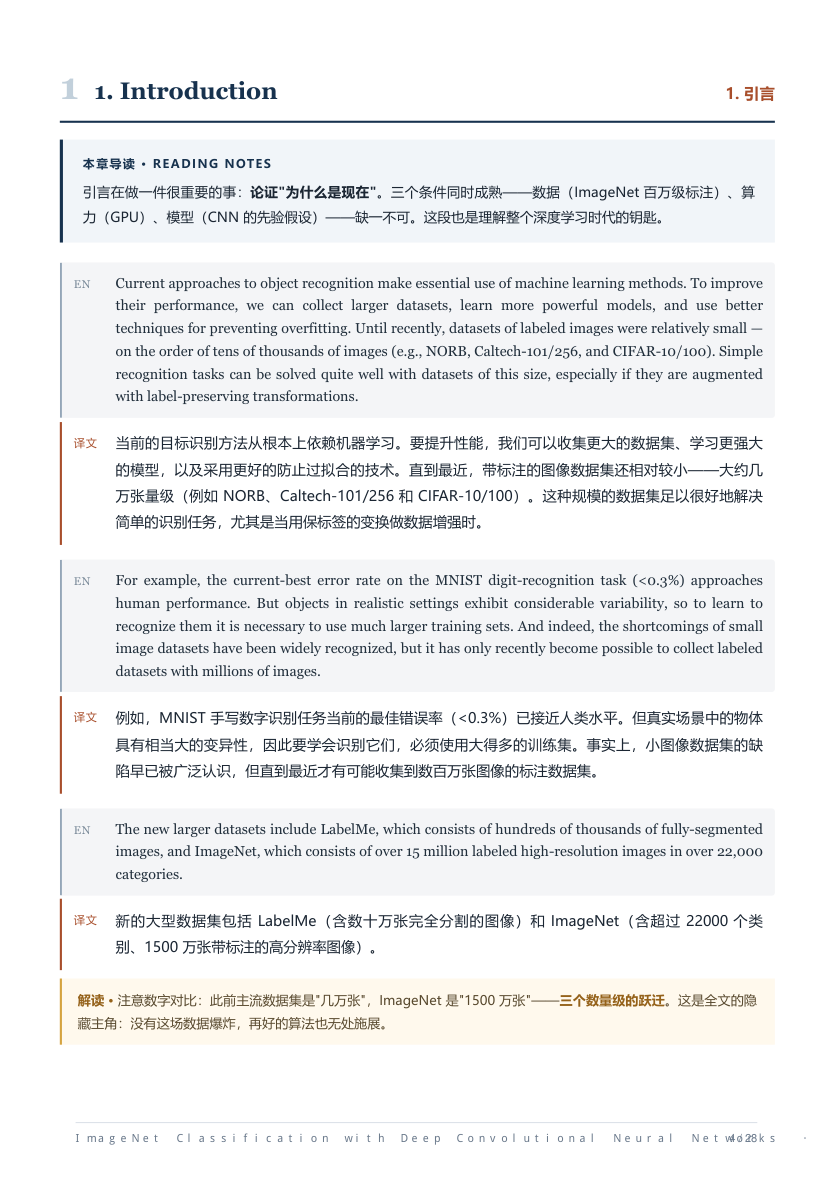 1 1. Introduction 1. 引言
本章导读 • READING NOTES
引言在做一件很重要的事：论证"为什么是现在"。三个条件同时成熟——数据（ImageNet 百万级标注）、算
力（GPU）、模型（CNN 的先验假设）——缺一不可。这段也是理解整个深度学习时代的钥匙。
EN Current approaches to object recognition make essential use of machine learning methods. To improve
their performance, we can collect larger datasets, learn more powerful models, and use better
techniques for preventing overfitting. Until recently, datasets of labeled images were relatively small —
on the order of tens of thousands of images (e.g., NORB, Caltech-101/256, and CIFAR-10/100). Simple
recognition tasks can be solved quite well with datasets of this size, especially if they are augmented
with label-preserving transformations.
译文 当前的目标识别方法从根本上依赖机器学习。要提升性能，我们可以收集更大的数据集、学习更强大
的模型，以及采用更好的防止过拟合的技术。直到最近，带标注的图像数据集还相对较小——大约几
万张量级（例如 NORB、Caltech-101/256 和 CIFAR-10/100）。这种规模的数据集足以很好地解决
简单的识别任务，尤其是当用保标签的变换做数据增强时。
EN For example, the current-best error rate on the MNIST digit-recognition task (<0.3%) approaches
human performance. But objects in realistic settings exhibit considerable variability, so to learn to
recognize them it is necessary to use much larger training sets. And indeed, the shortcomings of small
image datasets have been widely recognized, but it has only recently become possible to collect labeled
datasets with millions of images.
译文 例如，MNIST 手写数字识别任务当前的最佳错误率（<0.3%）已接近人类水平。但真实场景中的物体
具有相当大的变异性，因此要学会识别它们，必须使用大得多的训练集。事实上，小图像数据集的缺
陷早已被广泛认识，但直到最近才有可能收集到数百万张图像的标注数据集。
EN The new larger datasets include LabelMe, which consists of hundreds of thousands of fully-segmented
images, and ImageNet, which consists of over 15 million labeled high-resolution images in over 22,000
categories.
译文 新的大型数据集包括 LabelMe（含数十万张完全分割的图像）和 ImageNet（含超过 22000 个类
别、1500 万张带标注的高分辨率图像）。
解读 • 注意数字对比：此前主流数据集是"几万张"，ImageNet 是"1500 万张"——三个数量级的跃迁。这是全文的隐
藏主角：没有这场数据爆炸，再好的算法也无处施展。
ImageNet Classification with Deep Convolutional Neural Networks · 4 / 28